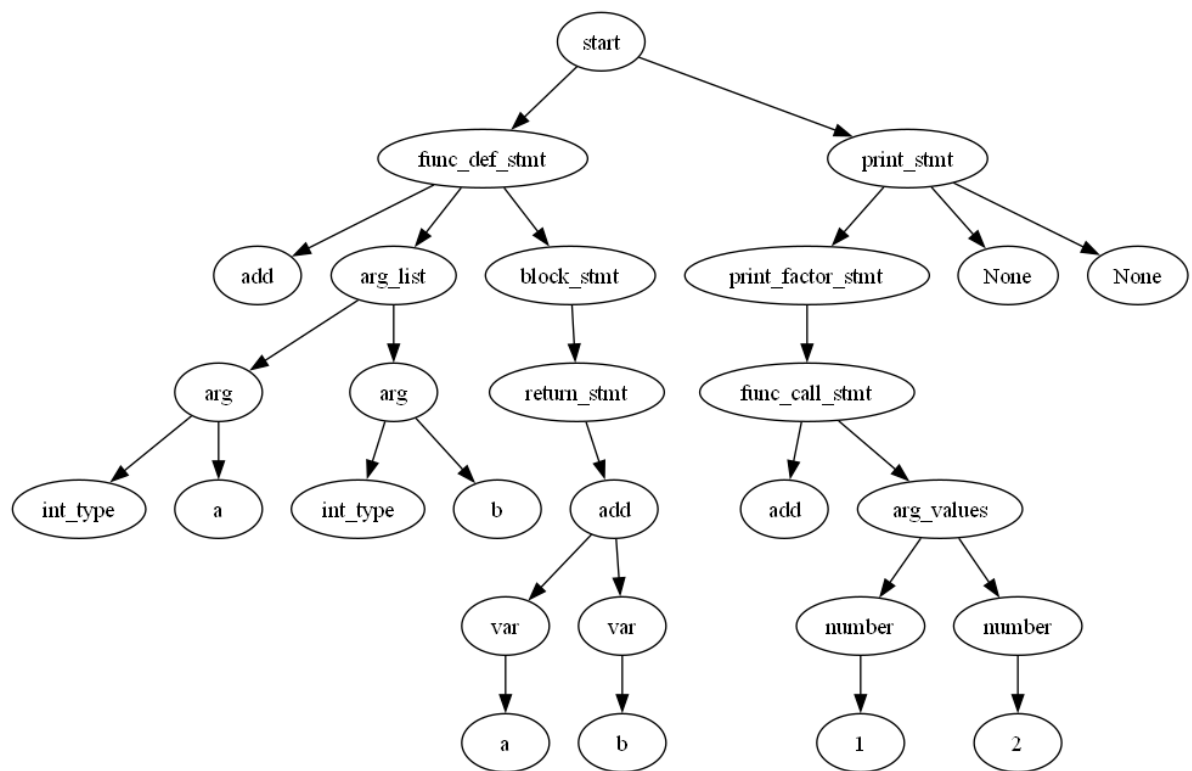 start
func_def_stmt print_stmt
add arg_list block_stmt print_factor_stmt None None
arg arg return_stmt func_call_stmt
int_type a int_type b add add arg_values
var var number number
a b 1 2